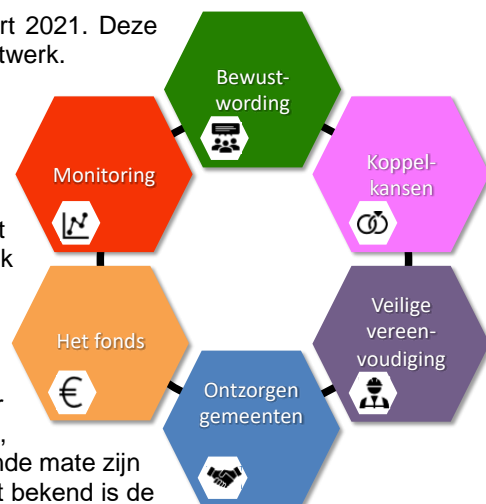 rt 2021. Deze
twerk.
Bewust-
wording
Monitoring
Koppel-
kansen
t
k
Het fonds
€
Veilige
vereen-
voudiging
Ontzorgen
gemeenten
r
,
nde mate zijn
t bekend is de